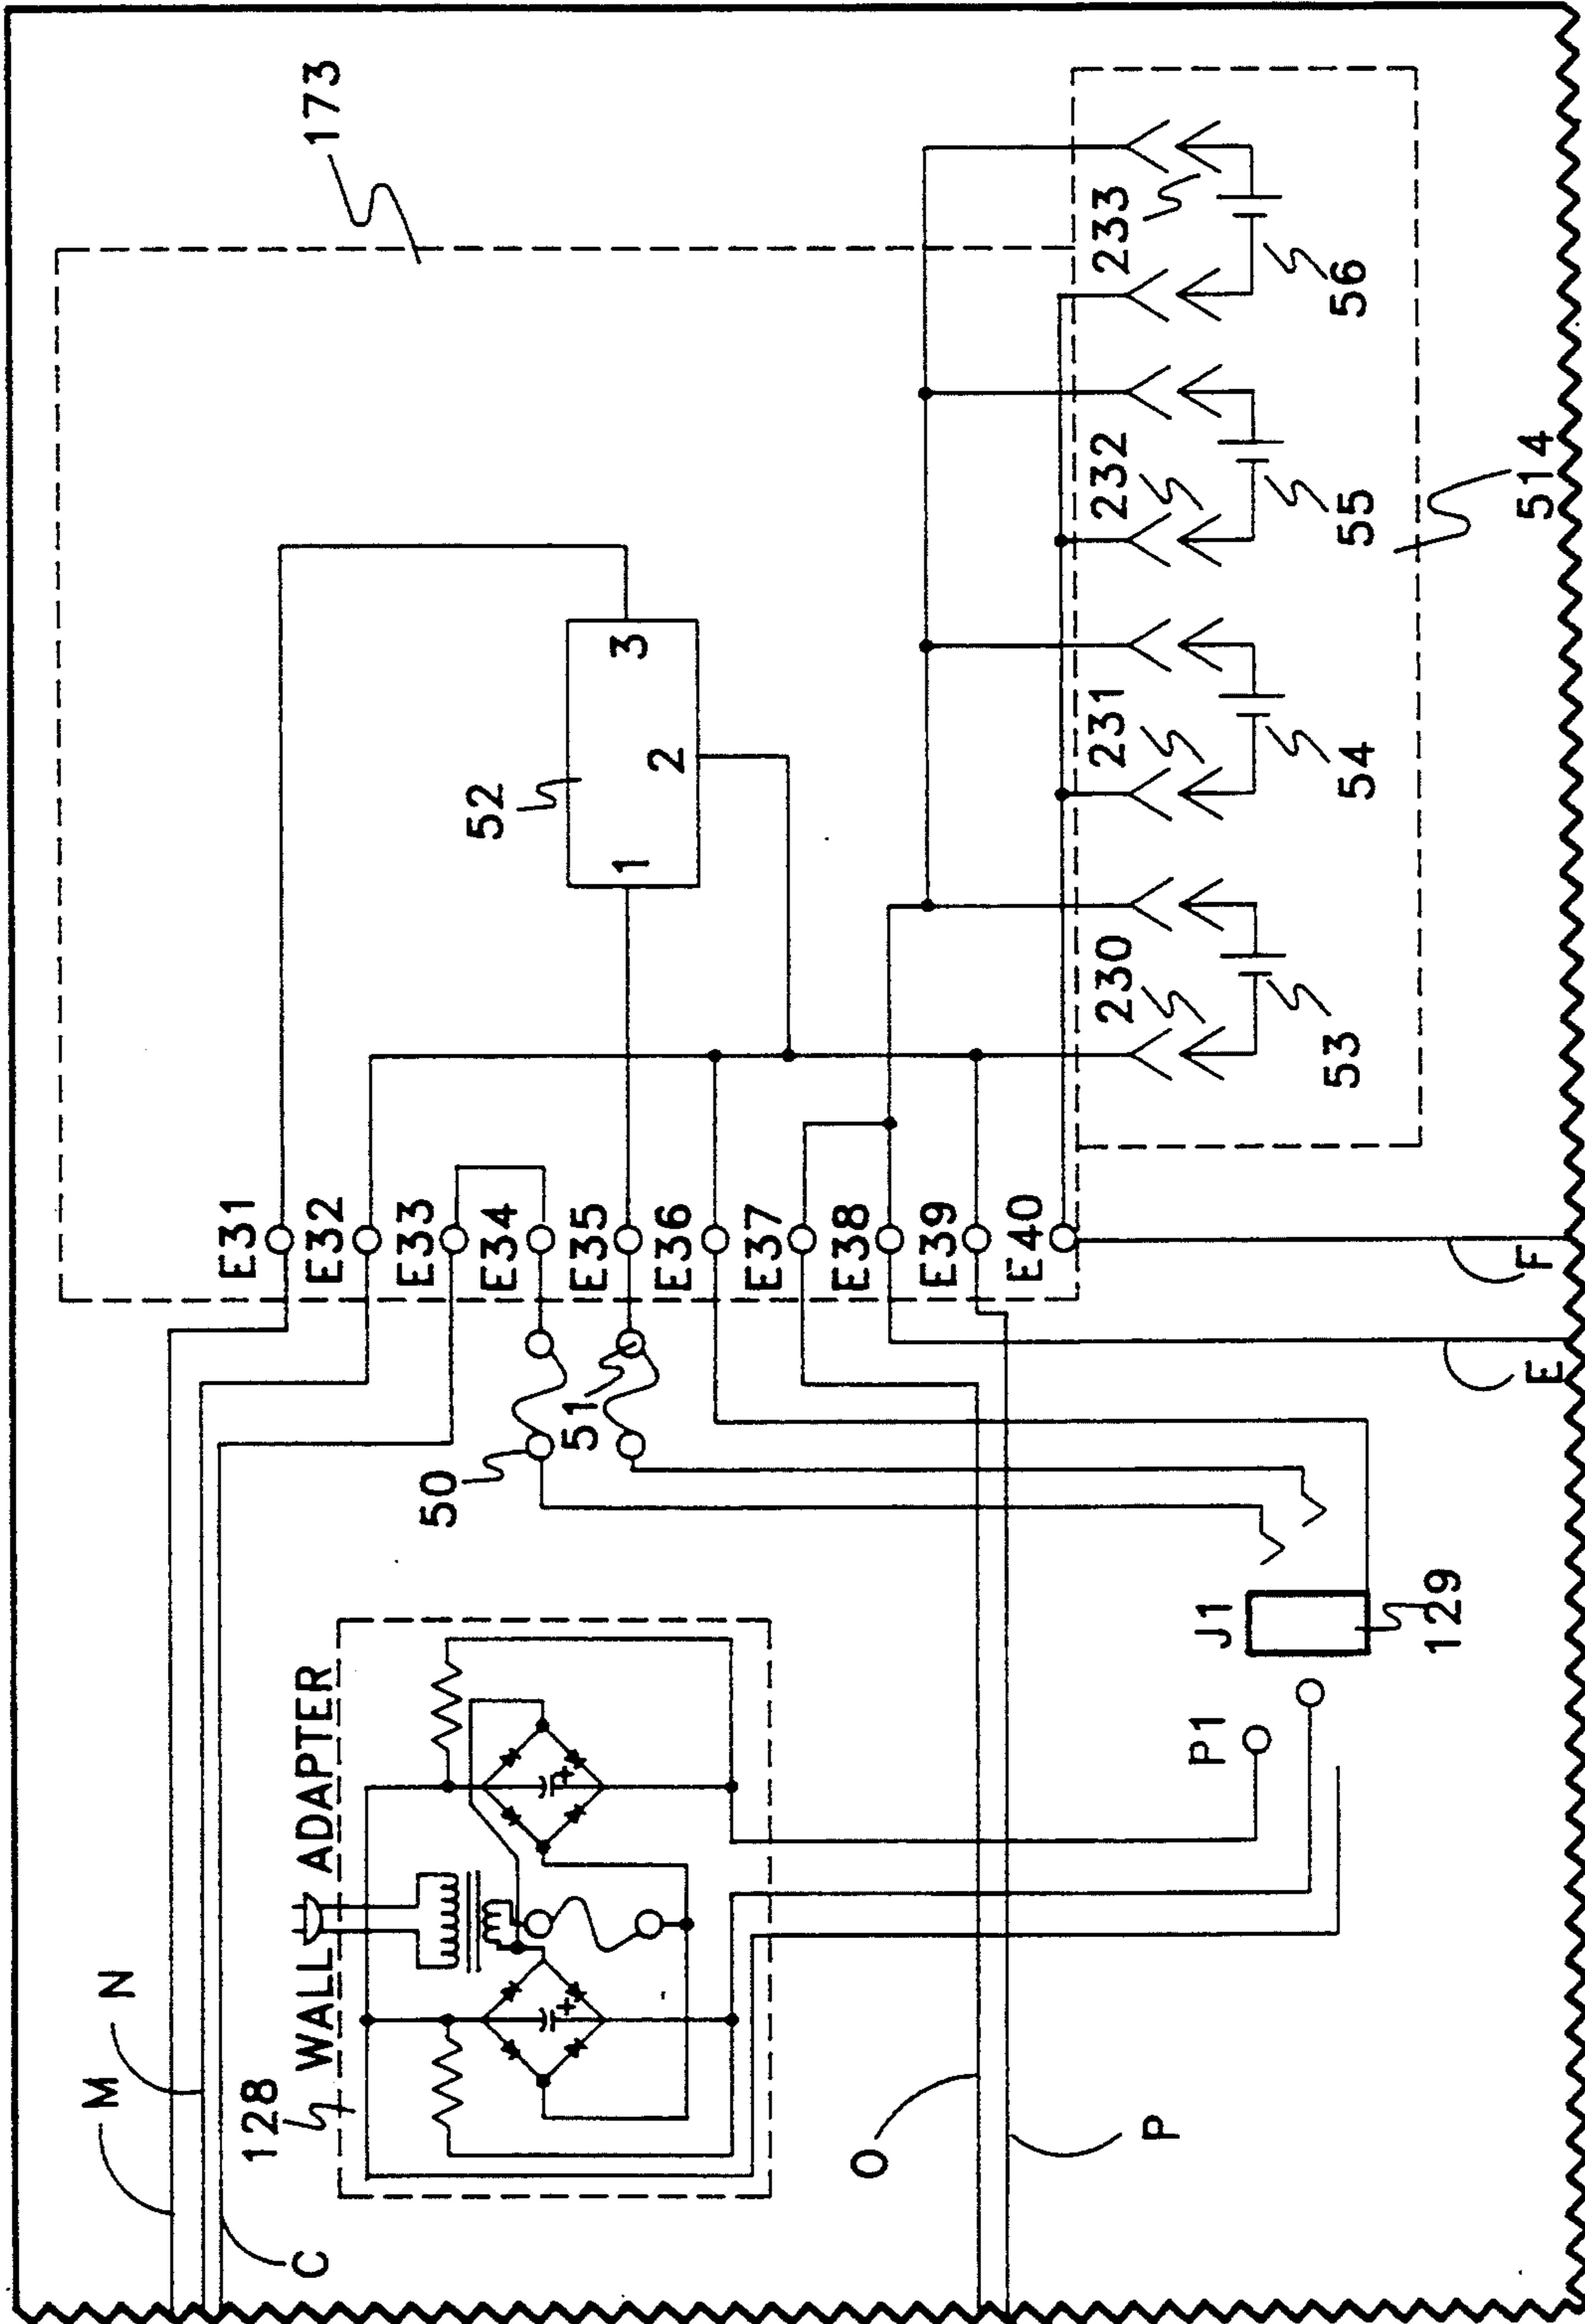 173
E31
E32
E33
E34
E35
E36
E37
E38
E39
E40
52
1
2
3
230
231
232
233
53
54
55
56
514
50
51
M
N
C
128
WALL ADAPTER
+
+
O
P
P1
J1
129
E
F